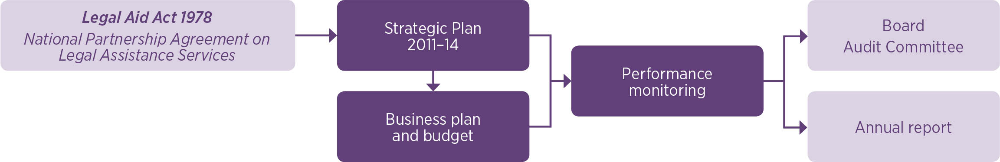 Legal Aid Act 1978
National Partnership Agreement on
Legal Assistance Services
Strategic Plan
2011–14
Business plan
and budget
Performance
monitoring
Board
Audit Committee
Annual report